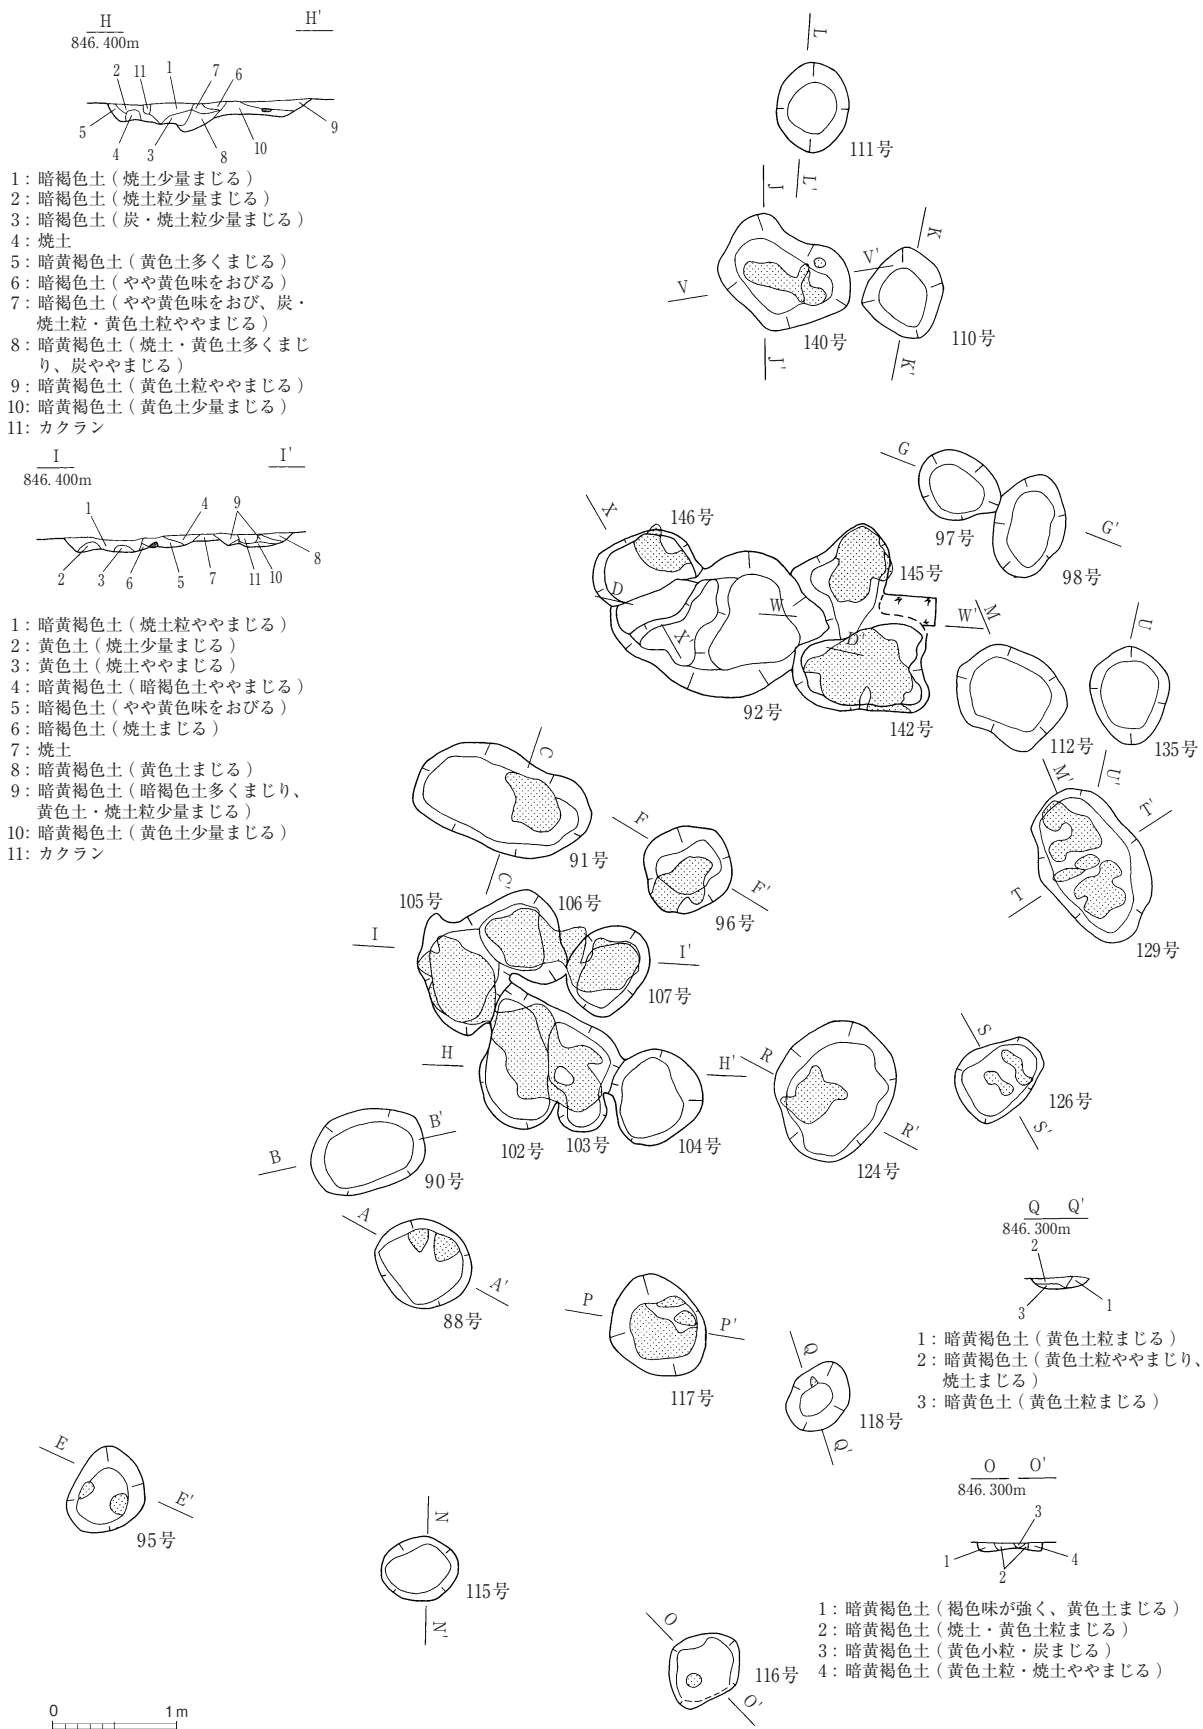 H H'
846.400m
2 11 1 7 6
5 4 3 8 10 9
1：暗褐色土（焼土少量まじる）
2：暗褐色土（焼土粒少量まじる）
3：暗褐色土（炭・焼土粒少量まじる）
4：焼土
5：暗黄褐色土（黄色土多くまじる）
6：暗褐色土（やや黄色味をおびる）
7：暗褐色土（やや黄色味をおび、炭・
焼土粒・黄色土粒ややまじる）
8：暗黄褐色土（焼土・黄色土多くまじ
り、炭ややまじる）
9：暗黄褐色土（黄色土粒ややまじる）
10：暗黄褐色土（黄色土少量まじる）
11：カクラン
I I'
846.400m
1 4 9
2 3 6 5 7 11 10 8
1：暗黄褐色土（焼土粒ややまじる）
2：黄色土（焼土少量まじる）
3：黄色土（焼土ややまじる）
4：暗黄褐色土（暗褐色土ややまじる）
5：暗褐色土（やや黄色味をおびる）
6：暗褐色土（焼土まじる）
7：焼土
8：暗黄褐色土（黄色土まじる）
9：暗黄褐色土（暗褐色土多くまじり、
黄色土・焼土粒少量まじる）
10：暗黄褐色土（黄色土少量まじる）
11：カクラン
L
111号
L'
J
K
V V'
140号
110号
J'
K'
G
97号
G'
98号
X
146号
145号
D
W W'
M
X'
D'
92号
142号
U
112号
135号
M'
U'
T'
T
129号
C
91号
C'
F
F'
96号
105号
106号
I I'
107号
H H'
102号
103号
104号
R
R'
124号
S
126号
S'
B B'
90号
A
A'
88号
P P'
117号
Q
118号
Q'
Q Q'
846.300m
2
3 1
1：暗黄褐色土（黄色土粒まじる）
2：暗黄褐色土（黄色土粒ややまじり、
焼土まじる）
3：暗黄色土（黄色土粒まじる）
E
E'
95号
N
115号
N'
O
116号
O'
O O'
846.300m
3
1 2 4
1：暗黄褐色土（褐色味が強く、黄色土まじる）
2：暗黄褐色土（焼土・黄色土粒まじる）
3：暗黄褐色土（黄色小粒・炭まじる）
4：暗黄褐色土（黄色土粒・焼土ややまじる）
0 1m